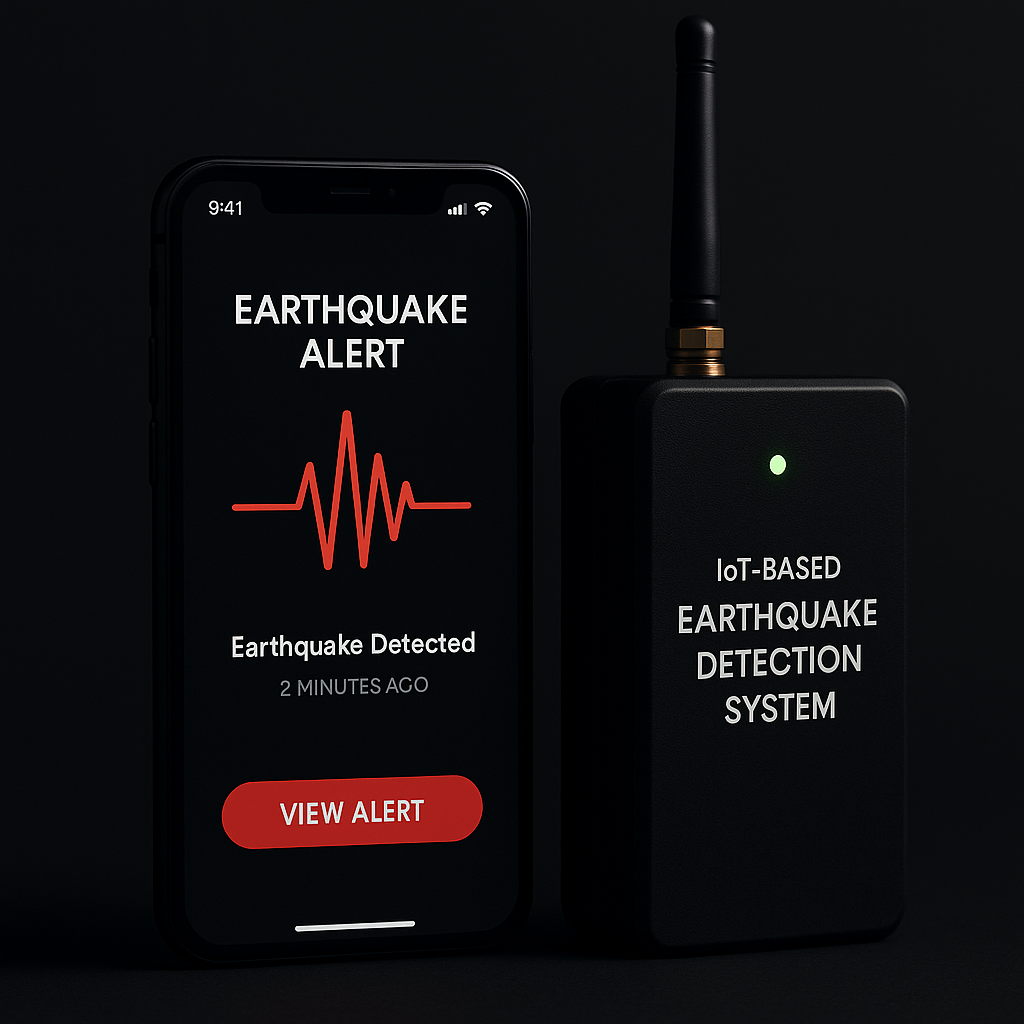 9:41
EARTHQUAKE
ALERT
Earthquake Detected
2 MINUTES AGO
VIEW ALERT
IoT-BASED
EARTHQUAKE
DETECTION
SYSTEM